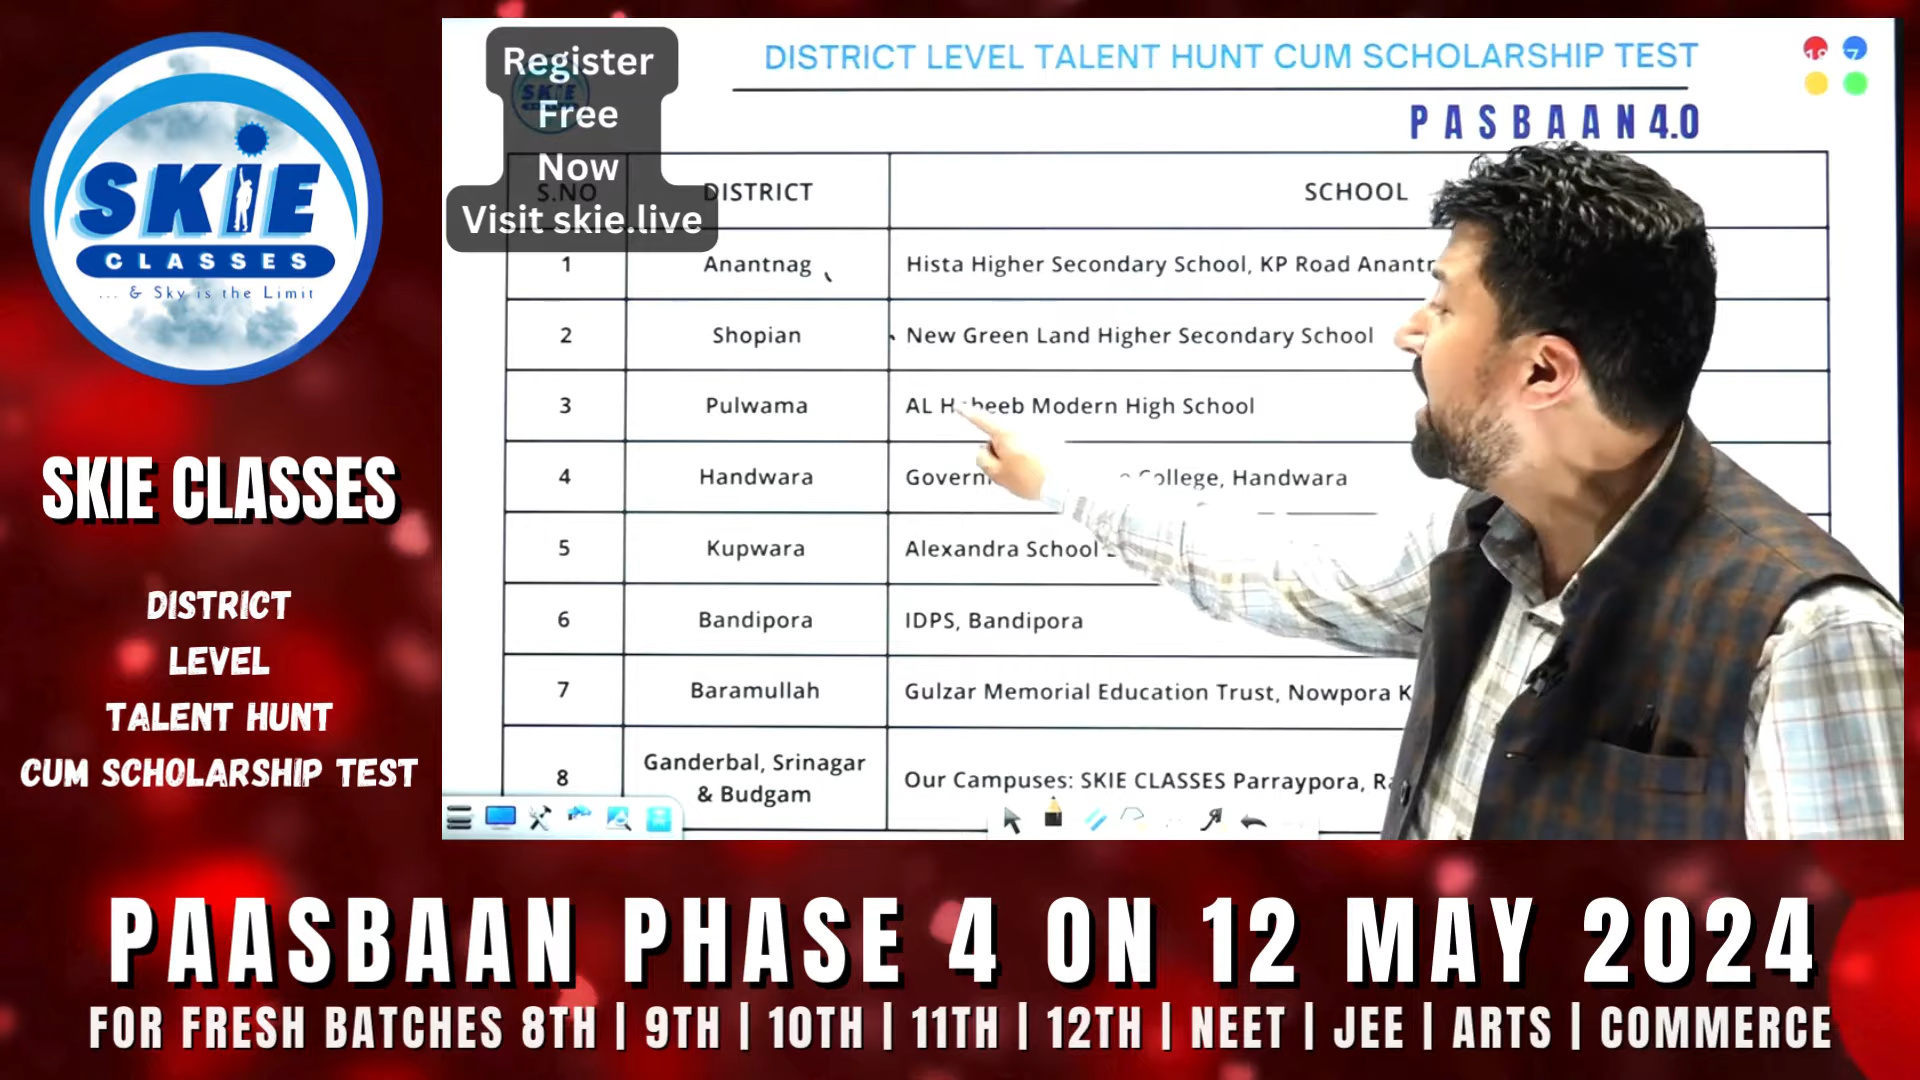 SKIE
CLASSES
... & Sky is the Limit
SKIE CLASSES
DISTRICT
LEVEL
TALENT HUNT
CUM SCHOLARSHIP TEST
Register
Free
Now
Visit skie.live
DISTRICT LEVEL TALENT HUNT CUM SCHOLARSHIP TEST
PASBAAN 4.0
S.NO DISTRICT SCHOOL
1 Anantnag Hista Higher Secondary School, KP Road
2 Shopian New Green Land Higher Secondary School
3 Pulwama AL Modern High School
4 Handwara College, Handwara
5 Kupwara Alexandra School
6 Bandipora IDPS, Bandipora
7 Baramullah Gulzar Memorial Education Trust, Nowpora
8 Ganderbal, Srinagar
& Budgam
Our Campuses: SKIE CLASSES Parraypora,
PAASBAAN PHASE 4 ON 12 MAY 2024
FOR FRESH BATCHES 8TH | 9TH | 10TH | 11TH | 12TH | NEET | JEE | ARTS | COMMERCE